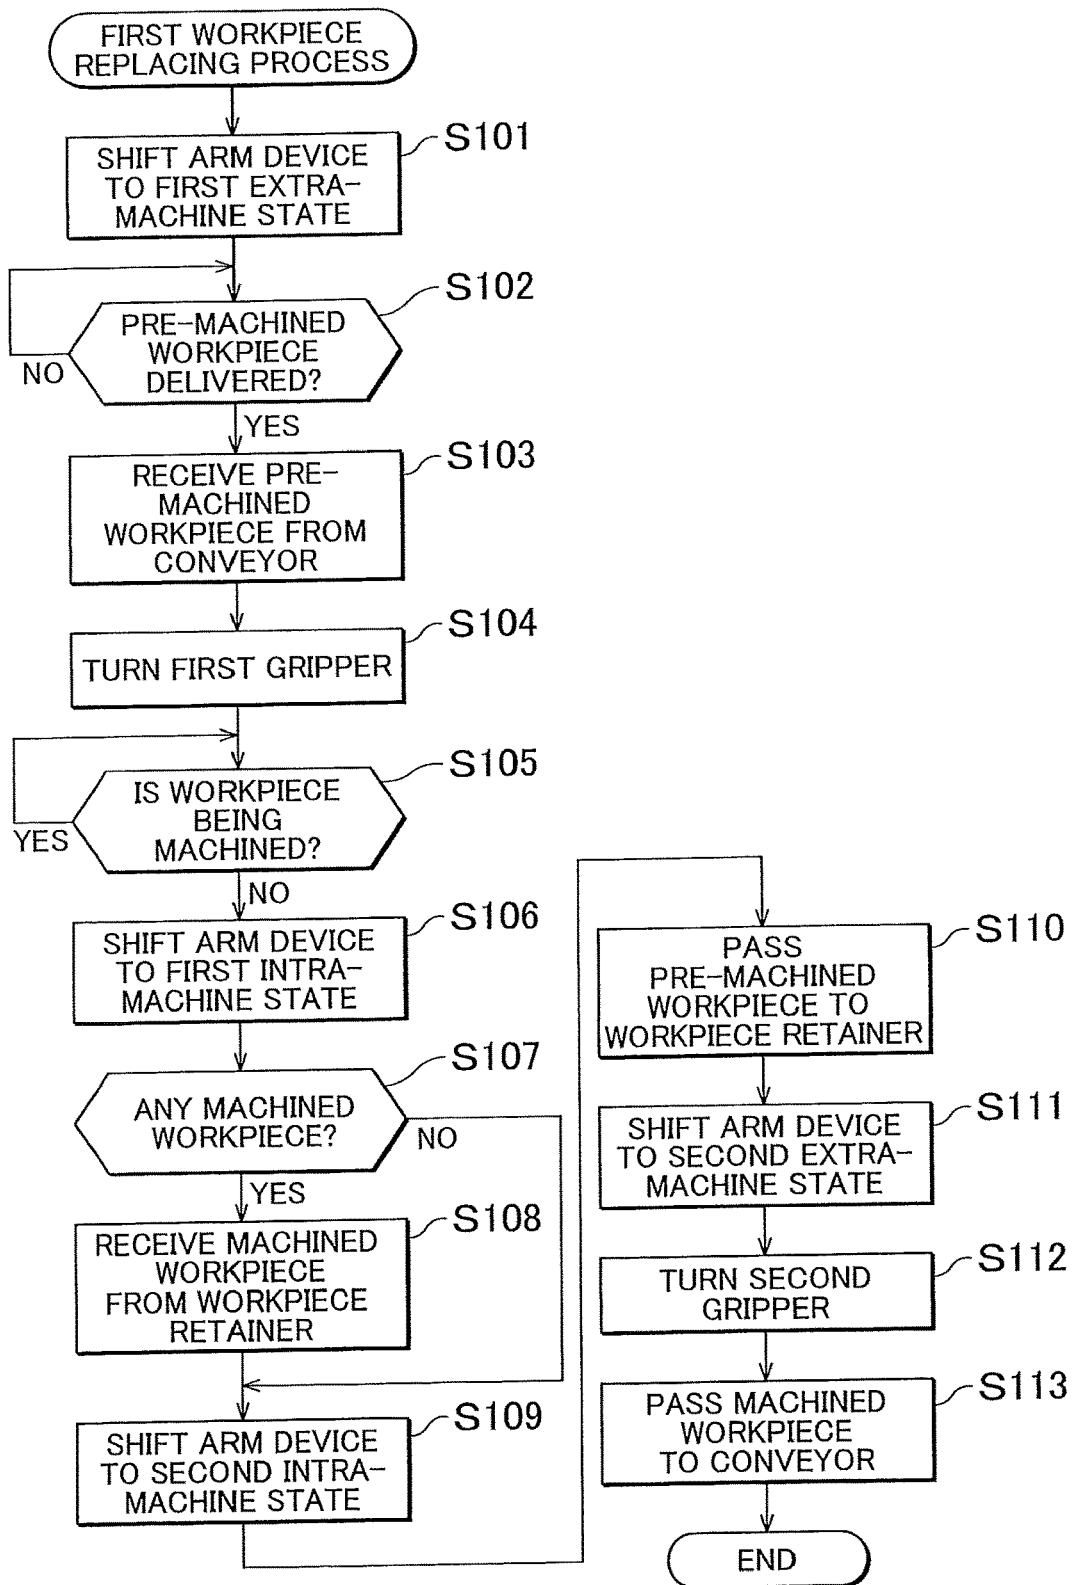 FIRST WORKPIECE
REPLACING PROCESS
S101
SHIFT ARM DEVICE
TO FIRST EXTRA-
MACHINE STATE
S102
PRE-MACHINED
WORKPIECE
DELIVERED?
NO
YES
S103
RECEIVE PRE-
MACHINED
WORKPIECE FROM
CONVEYOR
S104
TURN FIRST GRIPPER
S105
IS WORKPIECE
BEING
MACHINED?
YES
NO
S106
SHIFT ARM DEVICE
TO FIRST INTRA-
MACHINE STATE
S107
ANY MACHINED
WORKPIECE?
NO
YES
S108
RECEIVE MACHINED
WORKPIECE
FROM WORKPIECE
RETAINER
S109
SHIFT ARM DEVICE
TO SECOND INTRA-
MACHINE STATE
S110
PASS
PRE-MACHINED
WORKPIECE TO
WORKPIECE RETAINER
S111
SHIFT ARM DEVICE
TO SECOND EXTRA-
MACHINE STATE
S112
TURN SECOND
GRIPPER
S113
PASS MACHINED
WORKPIECE
TO CONVEYOR
END